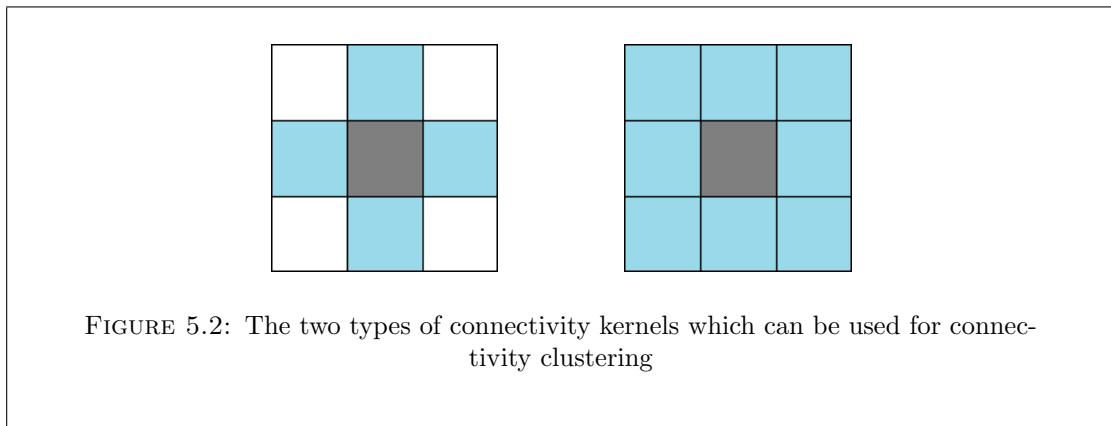 FIGURE 5.2: The two types of connectivity kernels which can be used for connec-
tivity clustering